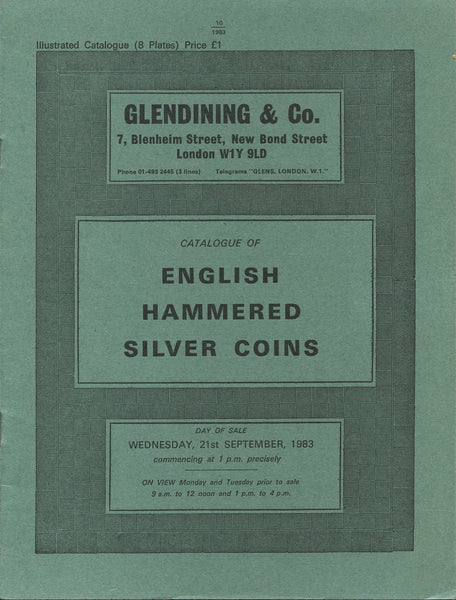 10
1983
Illustrated Catalogue (8 Plates) Price £1
GLENDINING & Co.
7, Blenheim Street, New Bond Street
London W1Y 9LD
Phone 01-493 2445 (3 lines) Telegrams "GLENS, LONDON, W.1."
CATALOGUE OF
ENGLISH
HAMMERED
SILVER COINS
DAY OF SALE
WEDNESDAY, 21st SEPTEMBER, 1983
commencing at 1 p.m. precisely
ON VIEW Monday and Tuesday prior to sale
9 a.m. to 12 noon and 1 p.m. to 4 p.m.